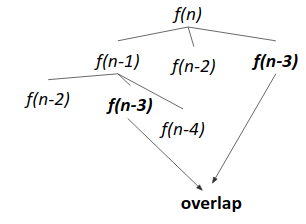 f(n)
f(n-1) f(n-2) f(n-3)
f(n-2) f(n-3) f(n-4)
overlap